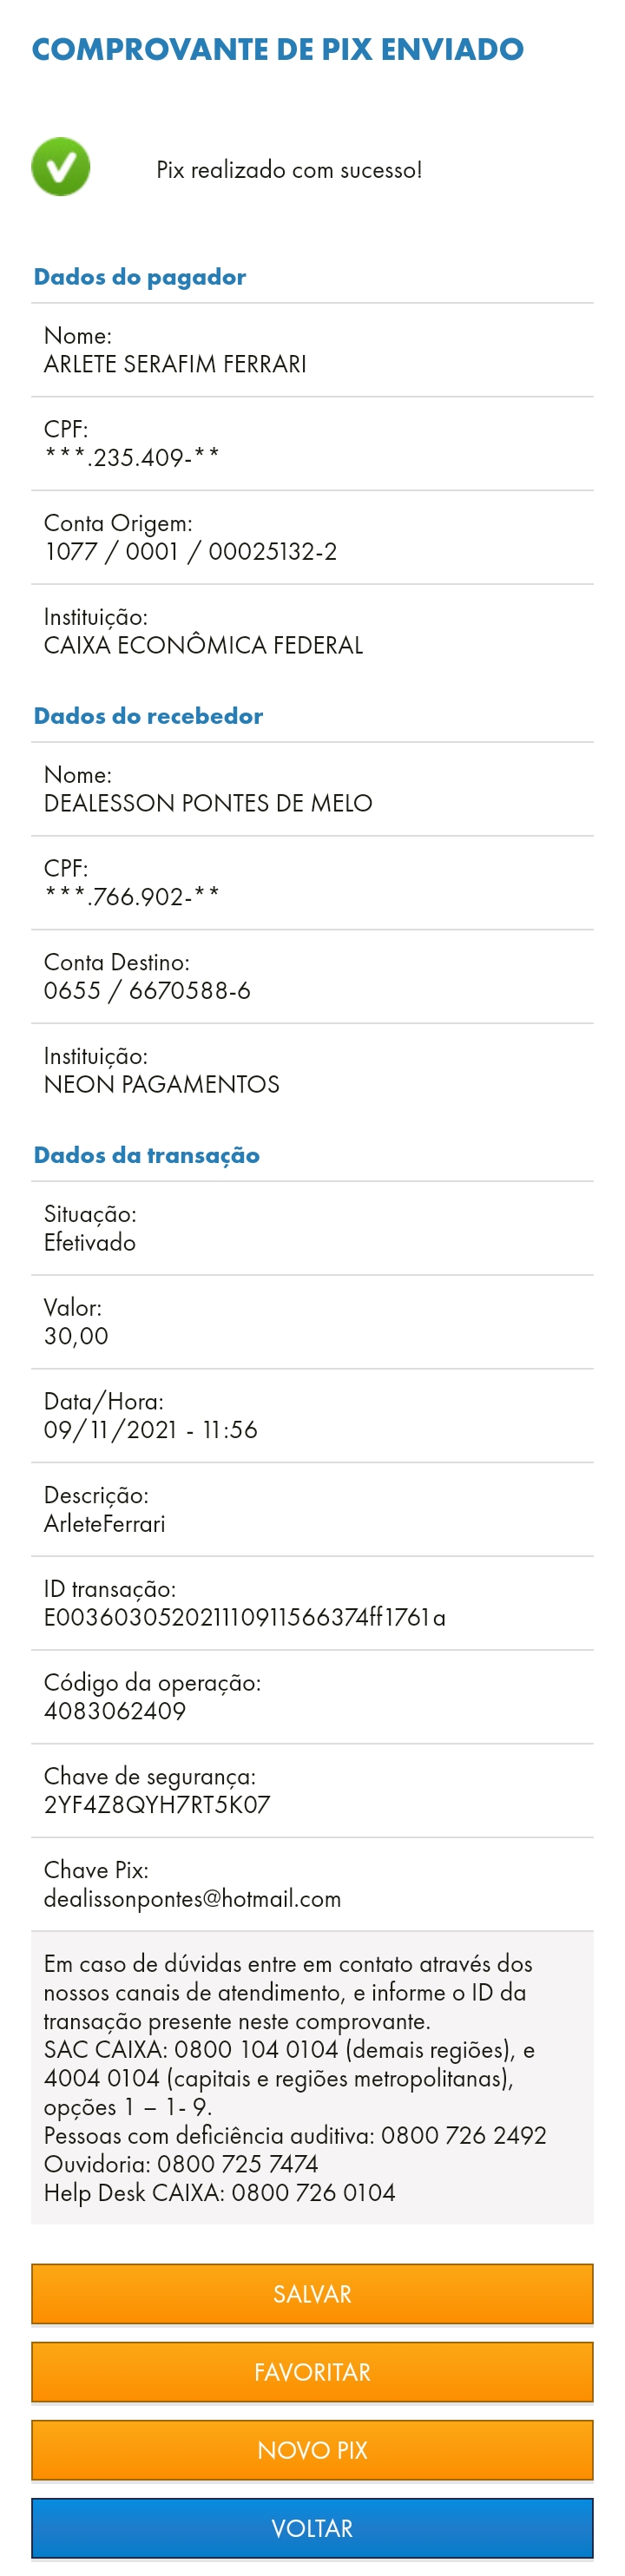 COMPROVANTE DE PIX ENVIADO
Pix realizado com sucesso!
Dados do pagador
Nome:
ARLETE SERAFIM FERRARI
CPF:
***.235.409-**
Conta Origem:
1077 / 0001 / 00025132-2
Instituição:
CAIXA ECONÔMICA FEDERAL
Dados do recebedor
Nome:
DEALESSON PONTES DE MELO
CPF:
***.766.902-**
Conta Destino:
0655 / 6670588-6
Instituição:
NEON PAGAMENTOS
Dados da transação
Situação:
Efetivado
Valor:
30,00
Data/Hora:
09/11/2021 - 11:56
Descrição:
ArleteFerrari
ID transação:
E00360305202111091156​6374ff1761a
Código da operação:
4083062409
Chave de segurança:
2YF4Z8QYH7RT5K07
Chave Pix:
dealissonpontes@hotmail.com
Em caso de dúvidas entre em contato através dos
nossos canais de atendimento, e informe o ID da
transação presente neste comprovante.
SAC CAIXA: 0800 104 0104 (demais regiões), e
4004 0104 (capitais e regiões metropolitanas),
opções 1 – 1- 9.
Pessoas com deficiência auditiva: 0800 726 2492
Ouvidoria: 0800 725 7474
Help Desk CAIXA: 0800 726 0104
SALVAR
FAVORITAR
NOVO PIX
VOLTAR